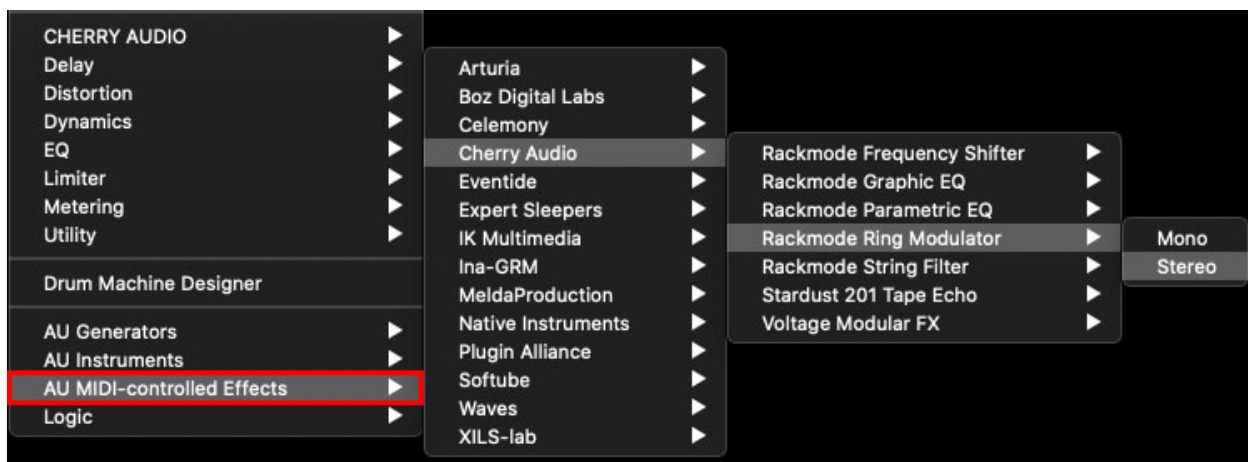 CHERRY AUDIO
Delay
Distortion
Dynamics
EQ
Limiter
Metering
Utility
Drum Machine Designer
AU Generators
AU Instruments
AU MIDI-controlled Effects
Logic
Arturia
Boz Digital Labs
Celemony
Cherry Audio
Eventide
Expert Sleepers
IK Multimedia
Ina-GRM
MeldaProduction
Native Instruments
Plugin Alliance
Softube
Waves
XILS-lab
Rackmode Frequency Shifter
Rackmode Graphic EQ
Rackmode Parametric EQ
Rackmode Ring Modulator
Rackmode String Filter
Stardust 201 Tape Echo
Voltage Modular FX
Mono
Stereo